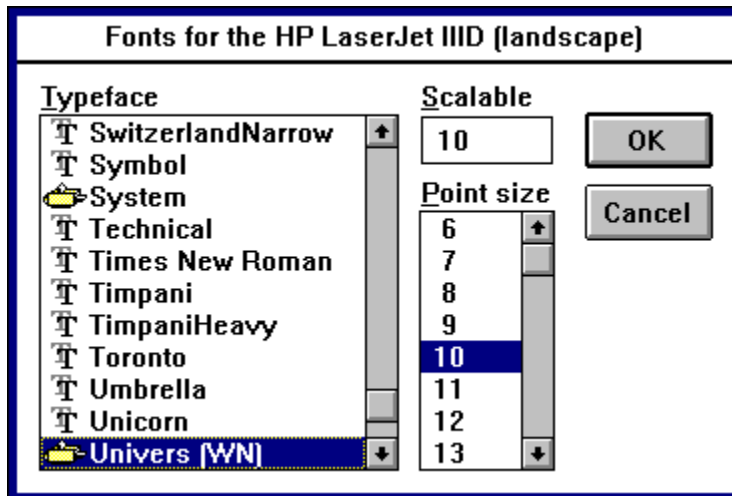 Fonts for the HP LaserJet IIID (landscape)
Typeface
SwitzerlandNarrow
Symbol
System
Technical
Times New Roman
Timpani
TimpaniHeavy
Toronto
Umbrella
Unicorn
Univers (WN)
Scalable
10
Point size
6
7
8
9
10
11
12
13
OK
Cancel